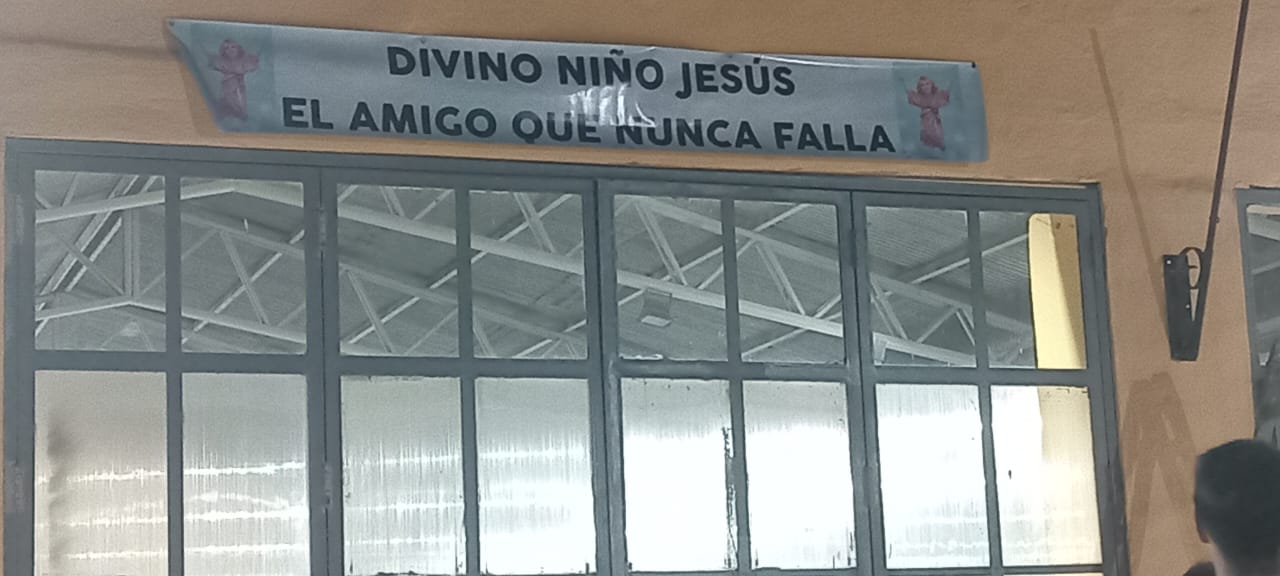 DIVINO NIÑO JESÚS
EL AMIGO QUE NUNCA FALLA